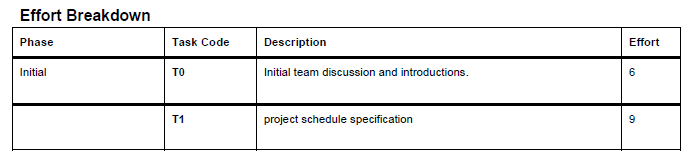 Effort Breakdown
Phase Task Code Description Effort
Initial T0 Initial team discussion and introductions. 6
T1 project schedule specification 9